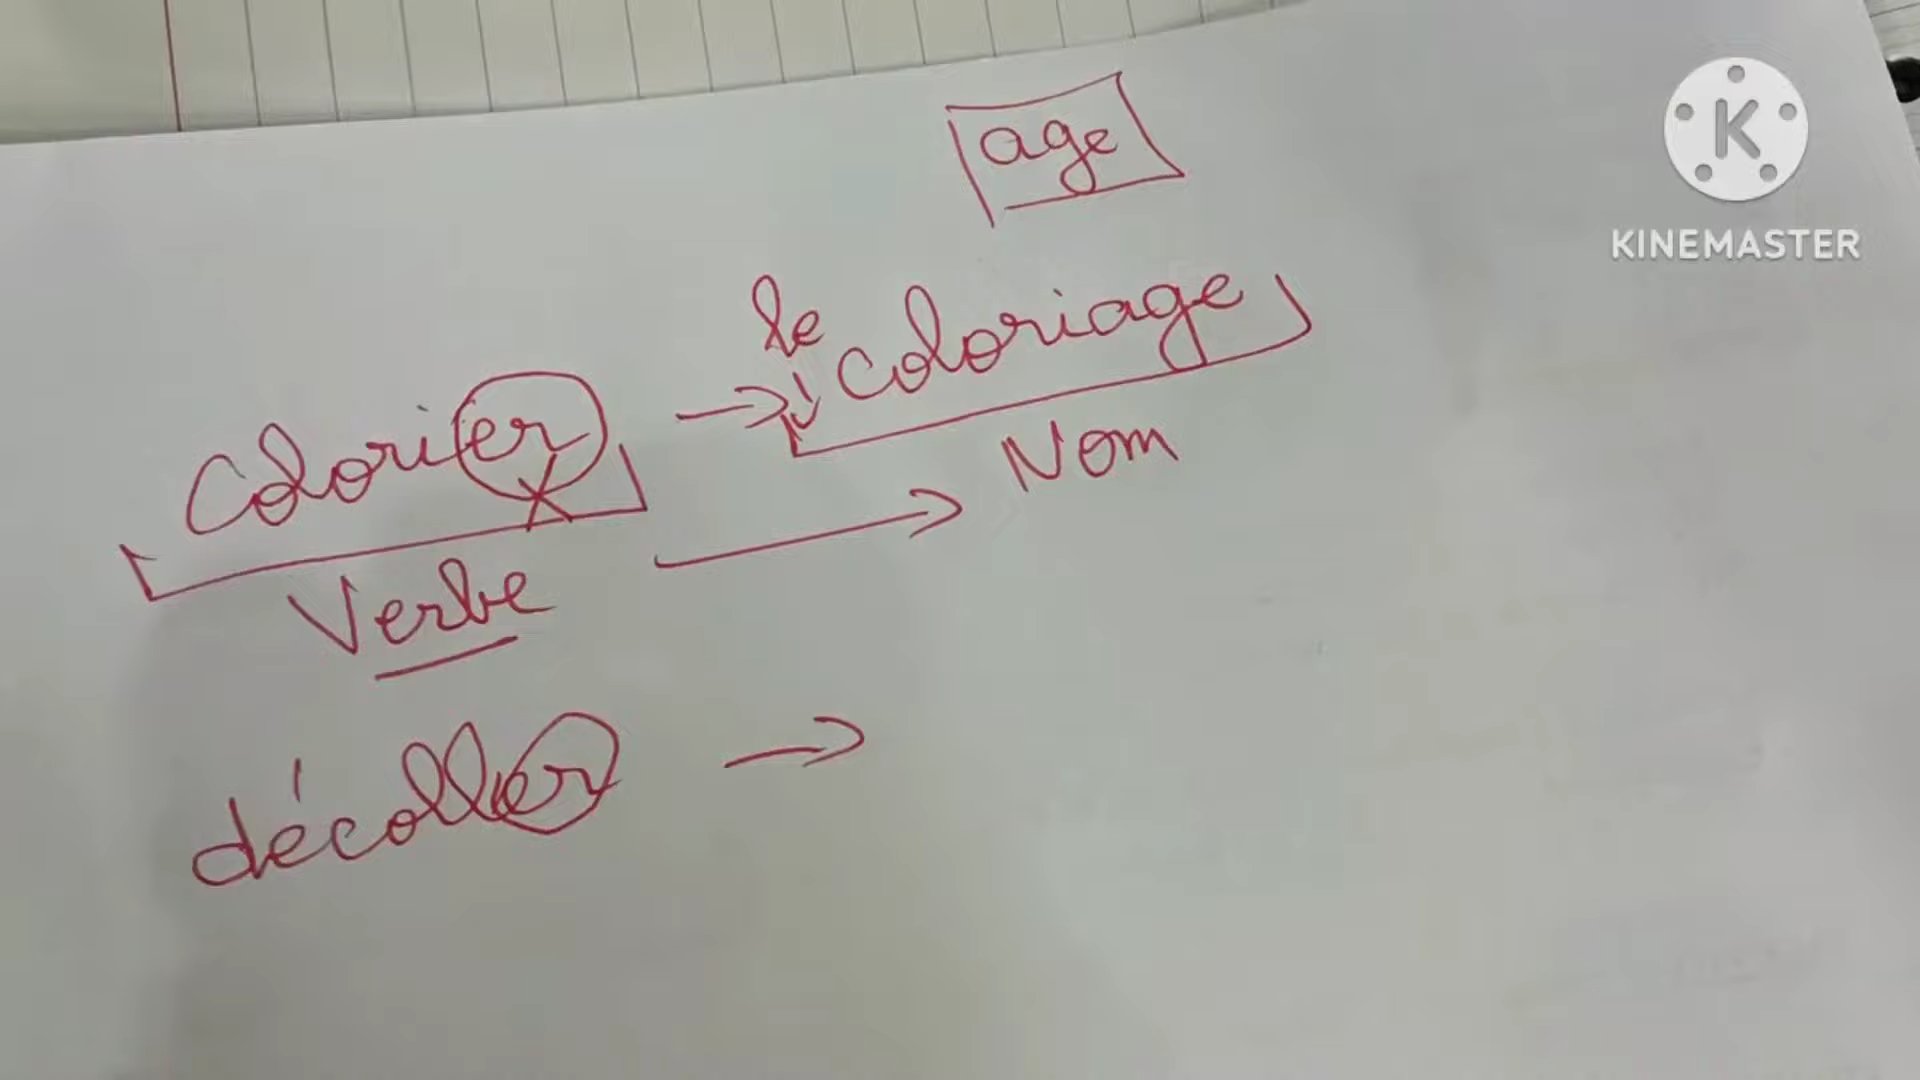 age
le
Colorier → coloriage
Verbe → Nom
décoller →
K
KINEMASTER